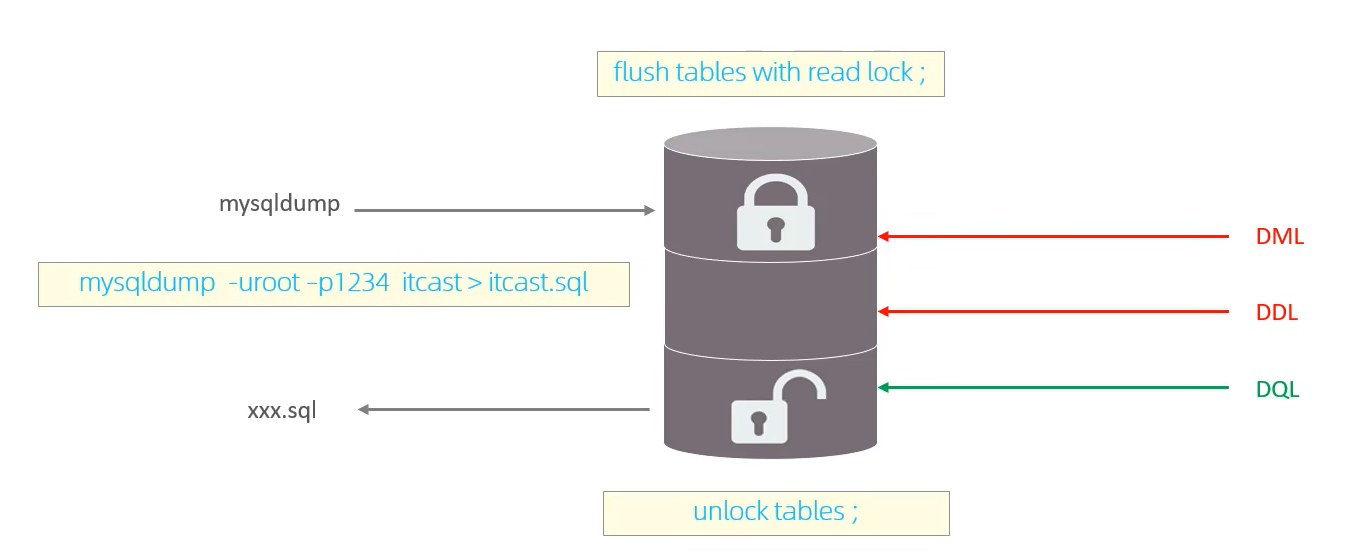 flush tables with read lock ;
mysqldump
DML
mysqldump -uroot –p1234 itcast > itcast.sql
DDL
DQL
xxx.sql
unlock tables ;